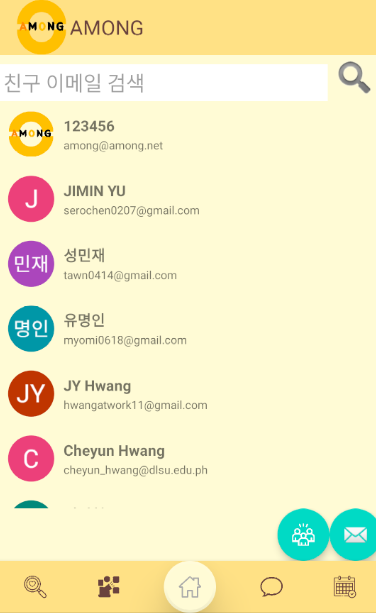 AMONG
AMONG
친구 이메일 검색
AMONG
123456
among@among.net
J
JIMIN YU
serochen0207@gmail.com
민재
성민재
tawn0414@gmail.com
명인
유명인
myomi0618@gmail.com
JY
JY Hwang
hwangatwork11@gmail.com
C
Cheyun Hwang
cheyun_hwang@dlsu.edu.ph